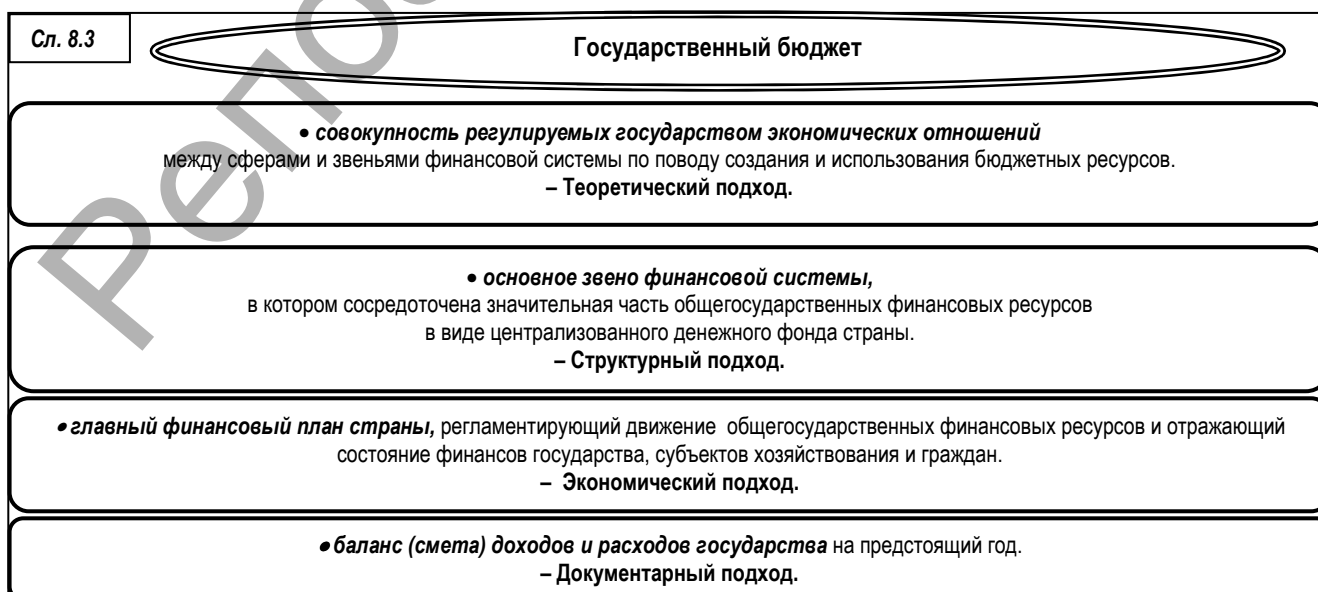 Сл. 8.3
Государственный бюджет
• совокупность регулируемых государством экономических отношений
между сферами и звеньями финансовой системы по поводу создания и использования бюджетных ресурсов.
– Теоретический подход.
• основное звено финансовой системы,
в котором сосредоточена значительная часть общегосударственных финансовых ресурсов
в виде централизованного денежного фонда страны.
– Структурный подход.
• главный финансовый план страны, регламентирующий движение общегосударственных финансовых ресурсов и отражающий
состояние финансов государства, субъектов хозяйствования и граждан.
– Экономический подход.
• баланс (смета) доходов и расходов государства на предстоящий год.
– Документарный подход.